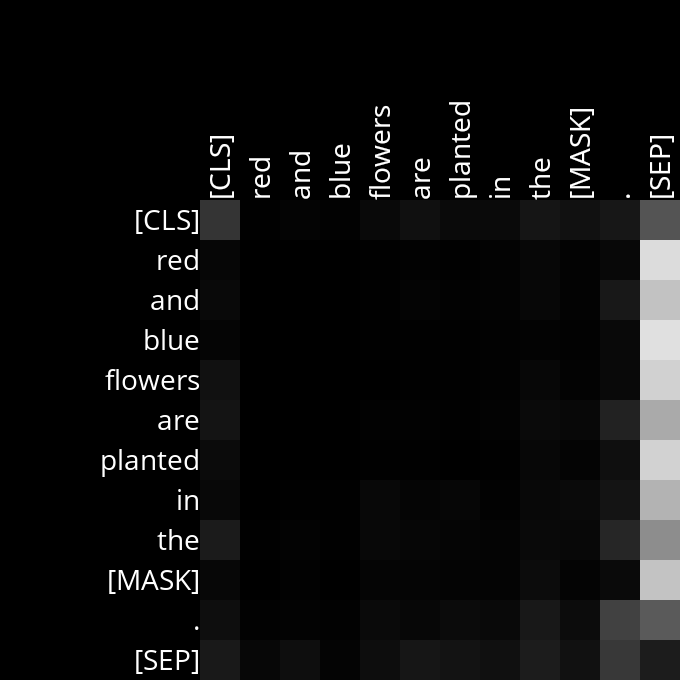 [CLS] red and blue flowers are planted in the [MASK] . [SEP]
[CLS]
red
and
blue
flowers
are
planted
in
the
[MASK]
.
[SEP]